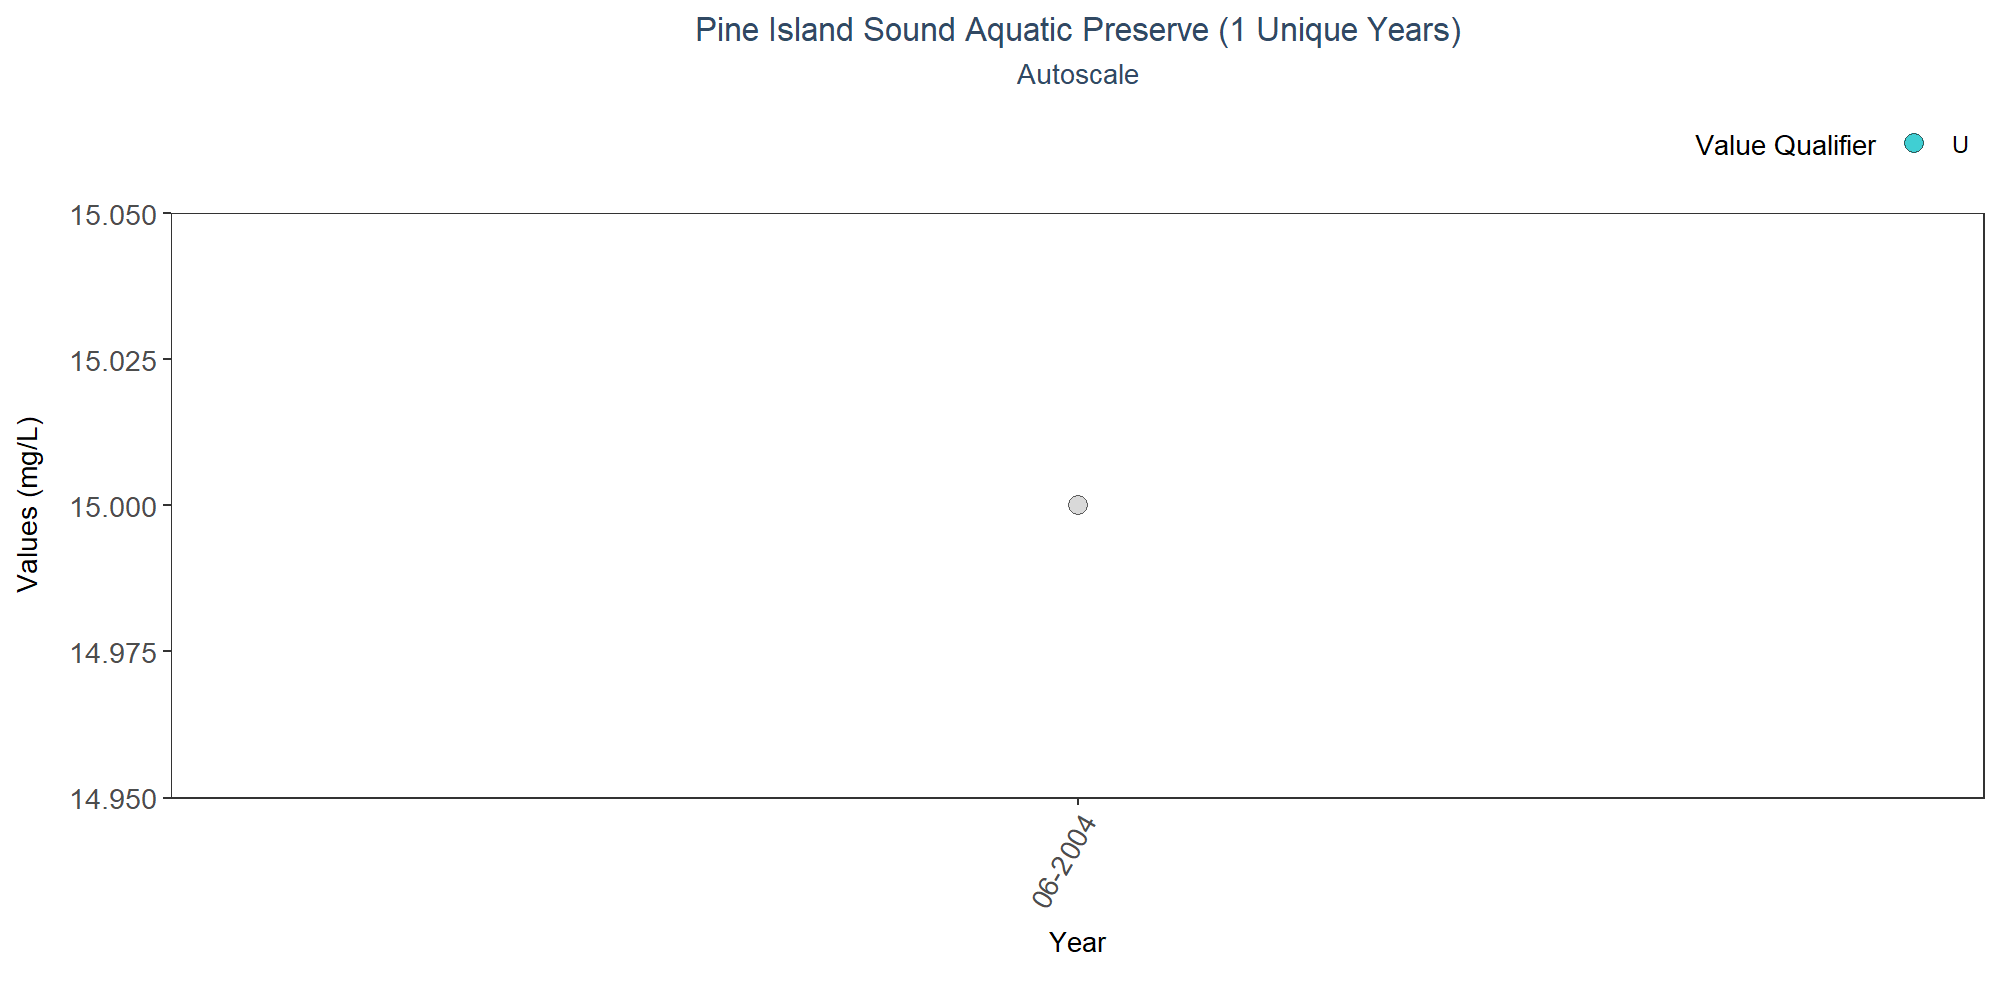 Pine Island Sound Aquatic Preserve (1 Unique Years)
Autoscale
Value Qualifier U
15.050
15.025
15.000
14.975
14.950
Values (mg/L)
06-2004
Year